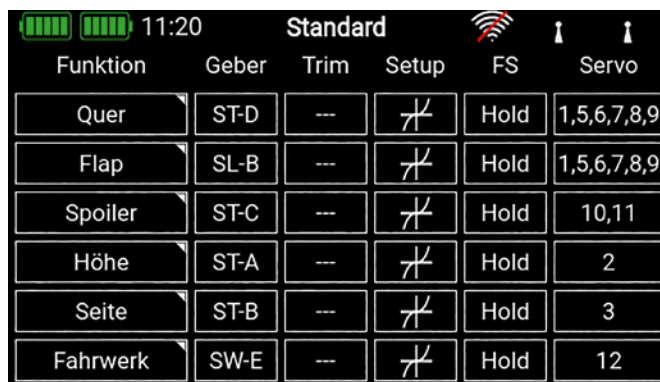 11:20 Standard
Funktion Geber Trim Setup FS Servo
Quer ST-D --- Hold 1,5,6,7,8,9
Flap SL-B --- Hold 1,5,6,7,8,9
Spoiler ST-C --- Hold 10,11
Höhe ST-A --- Hold 2
Seite ST-B --- Hold 3
Fahrwerk SW-E --- Hold 12